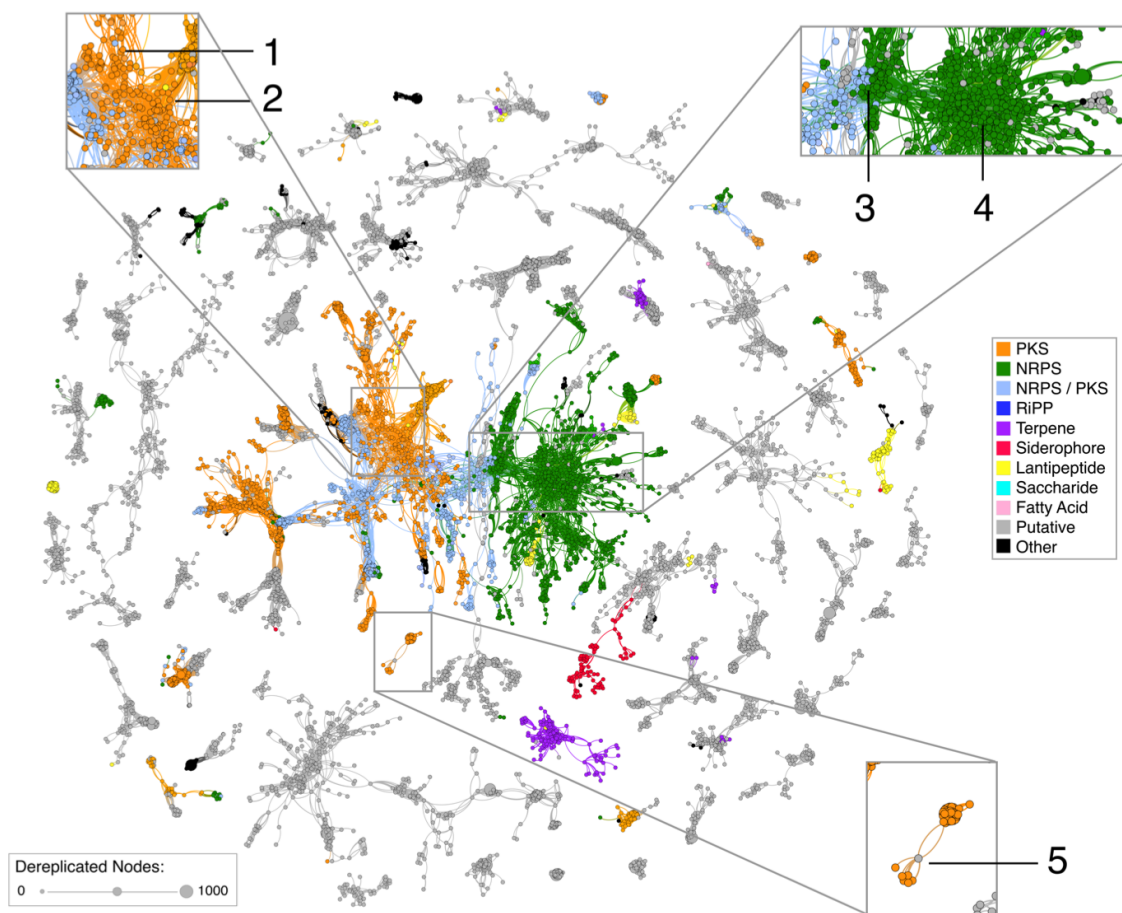 1
2
3
4
PKS
NRPS
NRPS / PKS
RiPP
Terpene
Siderophore
Lantipeptide
Saccharide
Fatty Acid
Putative
Other
5
Dereplicated Nodes:
0 1000